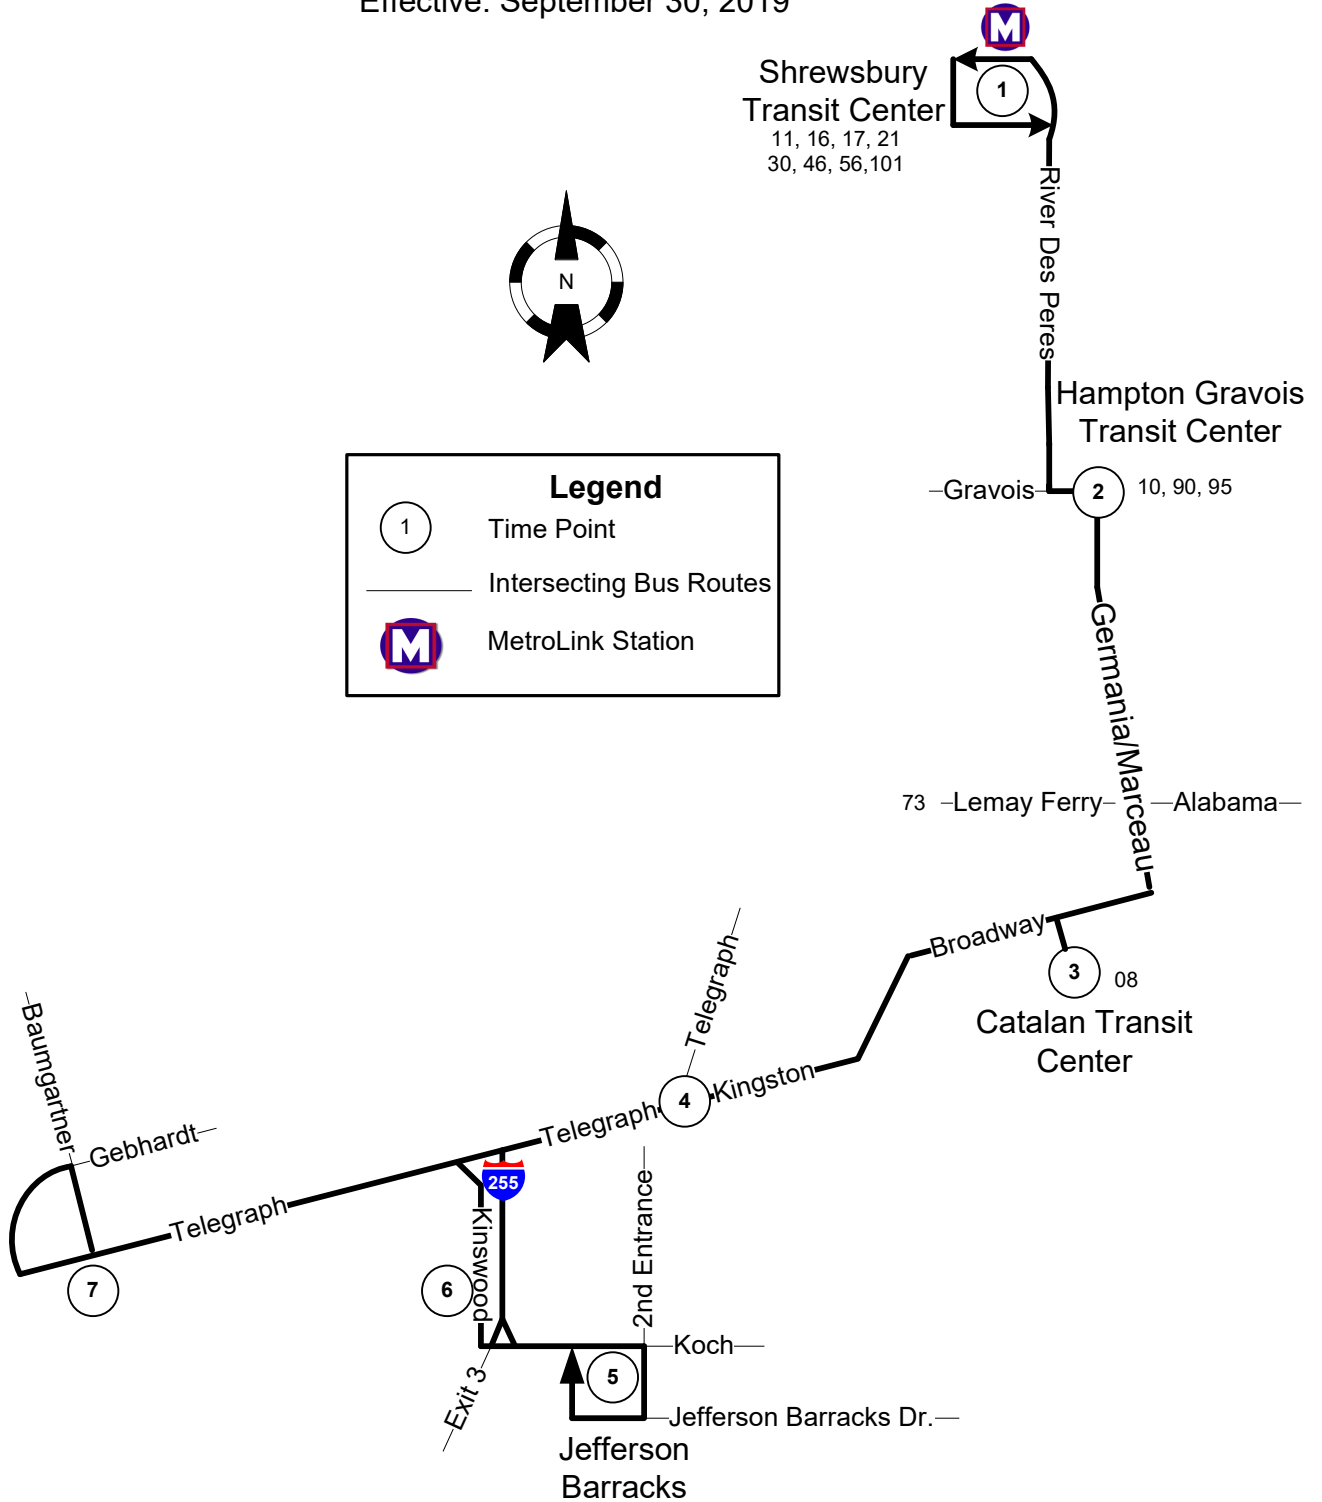 Effective: September 30, 2019
M
Shrewsbury
Transit Center
1
11, 16, 17, 21
30, 46, 56,101
River Des Peres
N
Hampton Gravois
Transit Center
Gravois
2
10, 90, 95
Legend
1
Time Point
Intersecting Bus Routes
M
MetroLink Station
Germania/Marceau
73
Lemay Ferry
Alabama
Broadway
3
08
Catalan Transit
Center
Telegraph
Kingston
4
Telegraph
Baumgartner
Gebhardt
255
Telegraph
Kinswood
2nd Entrance
7
6
Koch
Exit 3
5
Jefferson Barracks Dr.
Jefferson
Barracks